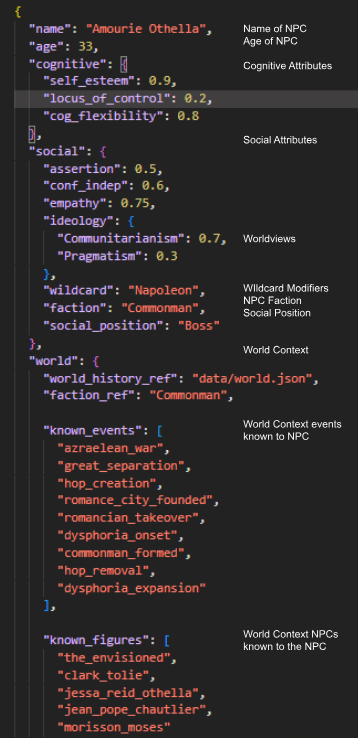 {
"name": "Amourie Othella", Name of NPC
"age": 33, Age of NPC
"cognitive": { Cognitive Attributes
"self_esteem": 0.9,
"locus_of_control": 0.2,
"cog_flexibility": 0.8
},
Social Attributes
"social": {
"assertion": 0.5,
"conf_indep": 0.6,
"empathy": 0.75,
"ideology": {
"Communitarianism": 0.7, Worldviews
"Pragmatism": 0.3
},
"wildcard": "Napoleon", WIldcard Modifiers
"faction": "Commonman", NPC Faction
"social_position": "Boss" Social Position
},
World Context
"world": {
"world_history_ref": "data/world.json",
"faction_ref": "Commonman",
World Context events
"known_events": [ known to NPC
"azraelean_war",
"great_separation",
"hop_creation",
"romance_city_founded",
"romancian_takeover",
"dysphoria_onset",
"commonman_formed",
"hop_removal",
"dysphoria_expansion"
],
World Context NPCs
"known_figures": [ known to the NPC
"the_envisioned",
"clark_tolie",
"jessa_reid_othella",
"jean_pope_chautlier",
"morisson_moses"